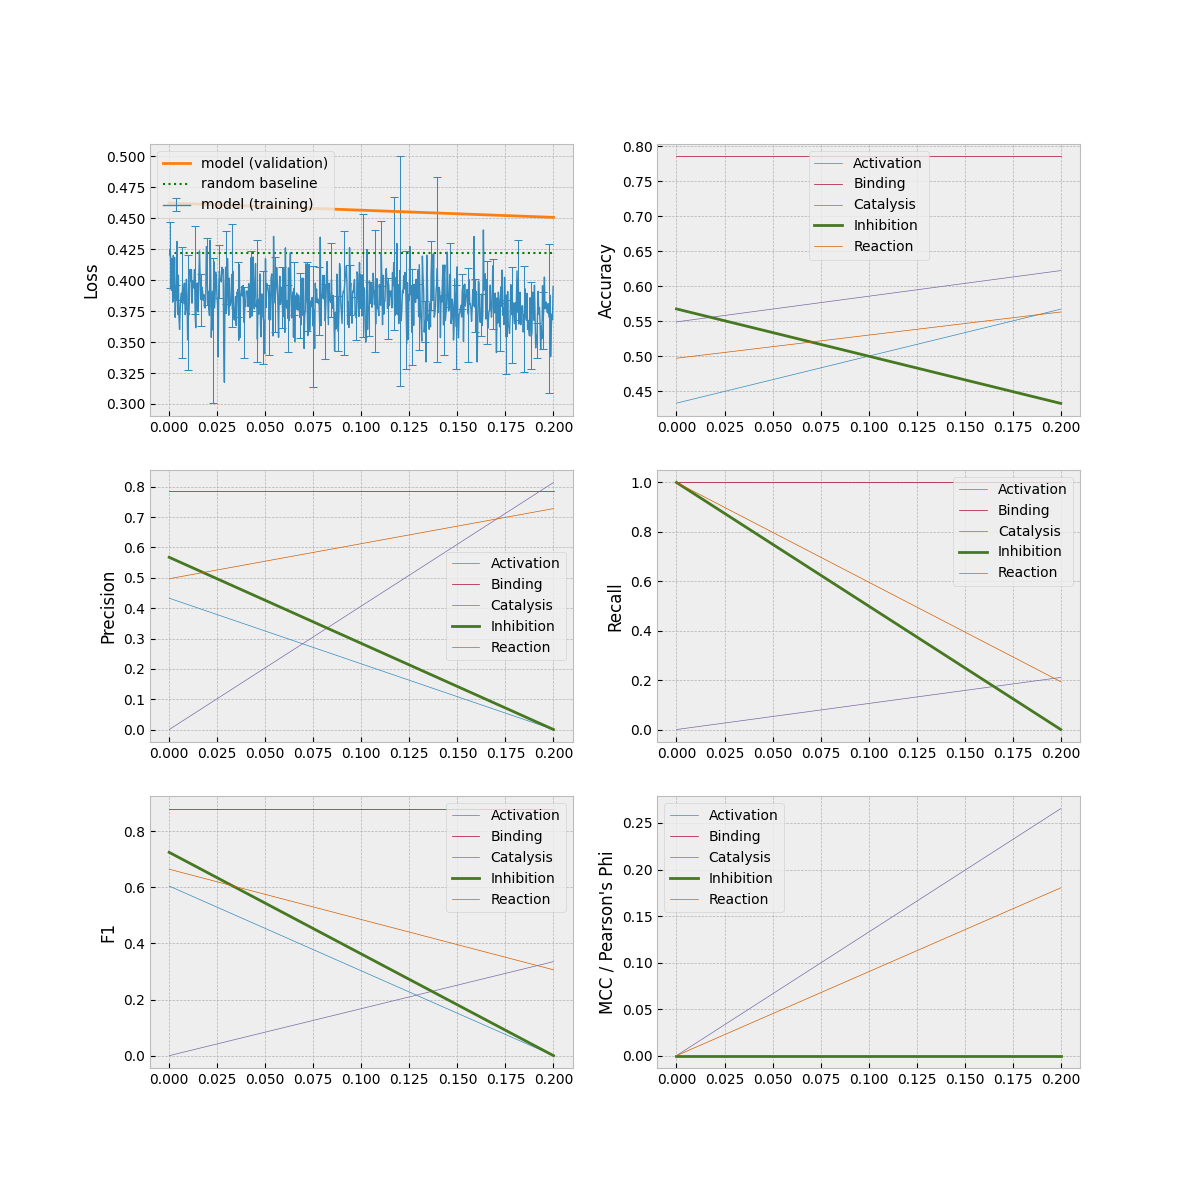 0.500
0.475
0.450
0.425
0.400
0.375
0.350
0.325
0.300
Loss
model (validation)
random baseline
model (training)
0.000 0.025 0.050 0.075 0.100 0.125 0.150 0.175 0.200
0.80
0.75
0.70
0.65
0.60
0.55
0.50
0.45
Accuracy
Activation
Binding
Catalysis
Inhibition
Reaction
0.000 0.025 0.050 0.075 0.100 0.125 0.150 0.175 0.200
0.8
0.7
0.6
0.5
0.4
0.3
0.2
0.1
0.0
Precision
Activation
Binding
Catalysis
Inhibition
Reaction
0.000 0.025 0.050 0.075 0.100 0.125 0.150 0.175 0.200
1.0
0.8
0.6
0.4
0.2
0.0
Recall
Activation
Binding
Catalysis
Inhibition
Reaction
0.000 0.025 0.050 0.075 0.100 0.125 0.150 0.175 0.200
0.8
0.6
0.4
0.2
0.0
F1
Activation
Binding
Catalysis
Inhibition
Reaction
0.000 0.025 0.050 0.075 0.100 0.125 0.150 0.175 0.200
0.25
0.20
0.15
0.10
0.05
0.00
MCC / Pearson's Phi
Activation
Binding
Catalysis
Inhibition
Reaction
0.000 0.025 0.050 0.075 0.100 0.125 0.150 0.175 0.200